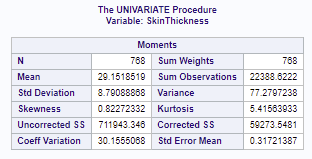 The UNIVARIATE Procedure
Variable: SkinThickness
Moments
N 768 Sum Weights 768
Mean 29.1518519 Sum Observations 22388.6222
Std Deviation 8.79088868 Variance 77.2797238
Skewness 0.82272332 Kurtosis 5.41563933
Uncorrected SS 711943.346 Corrected SS 59273.5481
Coeff Variation 30.1555068 Std Error Mean 0.31721387